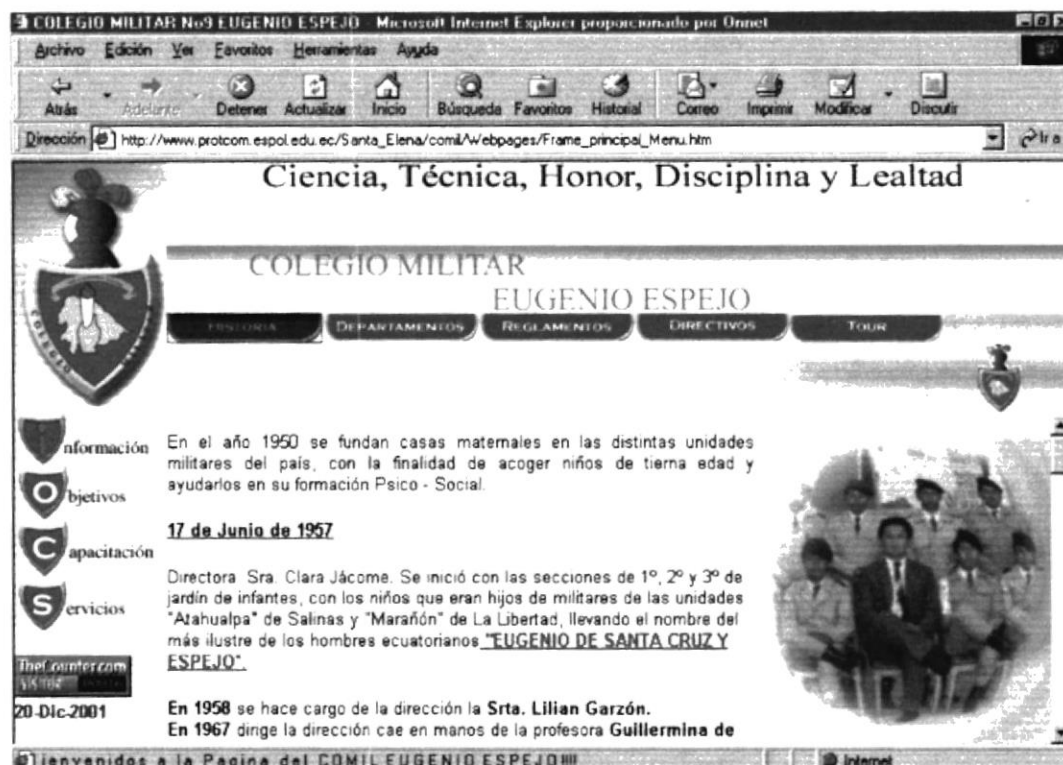 COLEGIO MILITAR No9 EUGENIO ESPEJO - Microsoft Internet Explorer proporcionado por Onnet
Archivo Edición Ver Favoritos Herramientas Ayuda
Atrás Adelante Detener Actualizar Inicio Búsqueda Favoritos Historial Correo Imprimir Modificar Discutir
Dirección http://www.protcom.espol.edu.ec/Santa_Elena/comil/Webpages/Frame_principal_Menu.htm Ir a
Ciencia, Técnica, Honor, Disciplina y Lealtad
COLEGIO MILITAR
EUGENIO ESPEJO
HISTORIA DEPARTAMENTOS REGLAMENTOS DIRECTIVOS TOUR
COLEGIO
Información
Objetivos
Capacitación
Servicios
TheCounter.com
20-Dic-2001
En el año 1950 se fundan casas maternales en las distintas unidades
militares del país, con la finalidad de acoger niños de tierna edad y
ayudarlos en su formación Psico - Social.
17 de Junio de 1957
Directora Sra. Clara Jácome. Se inició con las secciones de 1º, 2º y 3º de
jardín de infantes, con los niños que eran hijos de militares de las unidades
"Atahualpa" de Salinas y "Marañón" de La Libertad, llevando el nombre del
más ilustre de los hombres ecuatorianos "EUGENIO DE SANTA CRUZ Y
ESPEJO".
En 1958 se hace cargo de la dirección la Srta. Lilian Garzón.
En 1967 dirige la dirección cae en manos de la profesora Guillermina de
ienvenidos a la Pagina del COMIL EUGENIO ESPEJO!!!! Internet